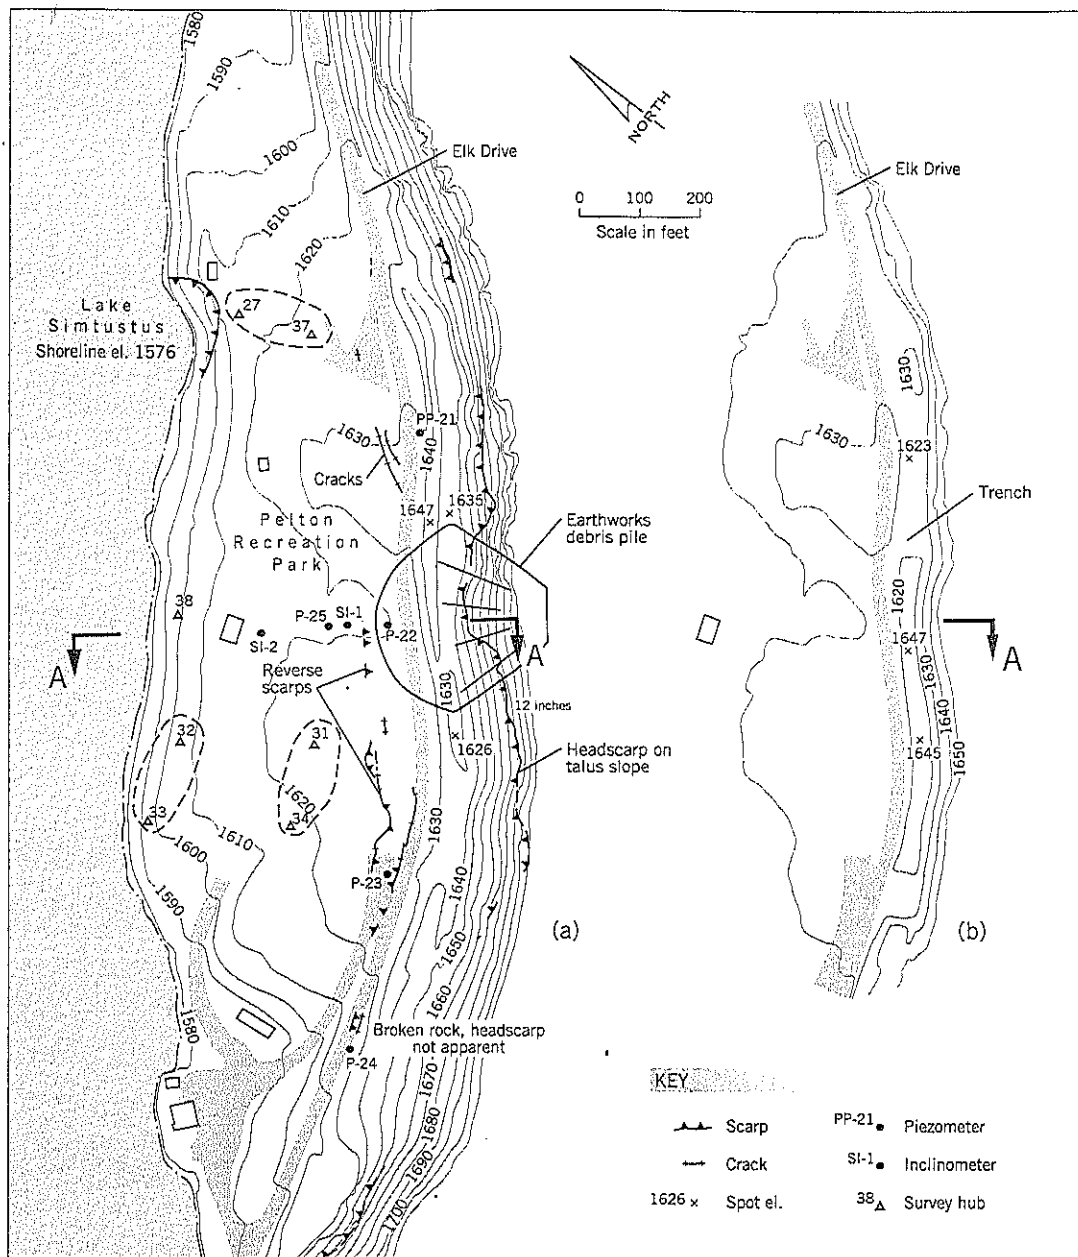 1580
1590
1600
1610
1620
NORTH
Elk Drive
0 100 200
Scale in feet
Elk Drive
Lake
Simtustus
Shoreline el. 1576
27
37
PP-21
1630
1640
Cracks
1647
1635
Earthworks
debris pile
Pelton
Recreation
Park
38
P-25
SI-1
P-22
SI-2
A
A
Reverse
scarps
1630
12 inches
1626
Headscarp on
talus slope
32
31
33
34
1620
1610
1600
1590
1630
P-23
1640
1650
1660
(a)
1580
Broken rock, headscarp
not apparent
P-24
1670
1680
1690
1700
1630
1630
1623
Trench
1620
1647
1630
A
1640
1645
1650
(b)
KEY
Scarp
PP-21 Piezometer
Crack
SI-1 Inclinometer
1626 Spot el.
38 Survey hub